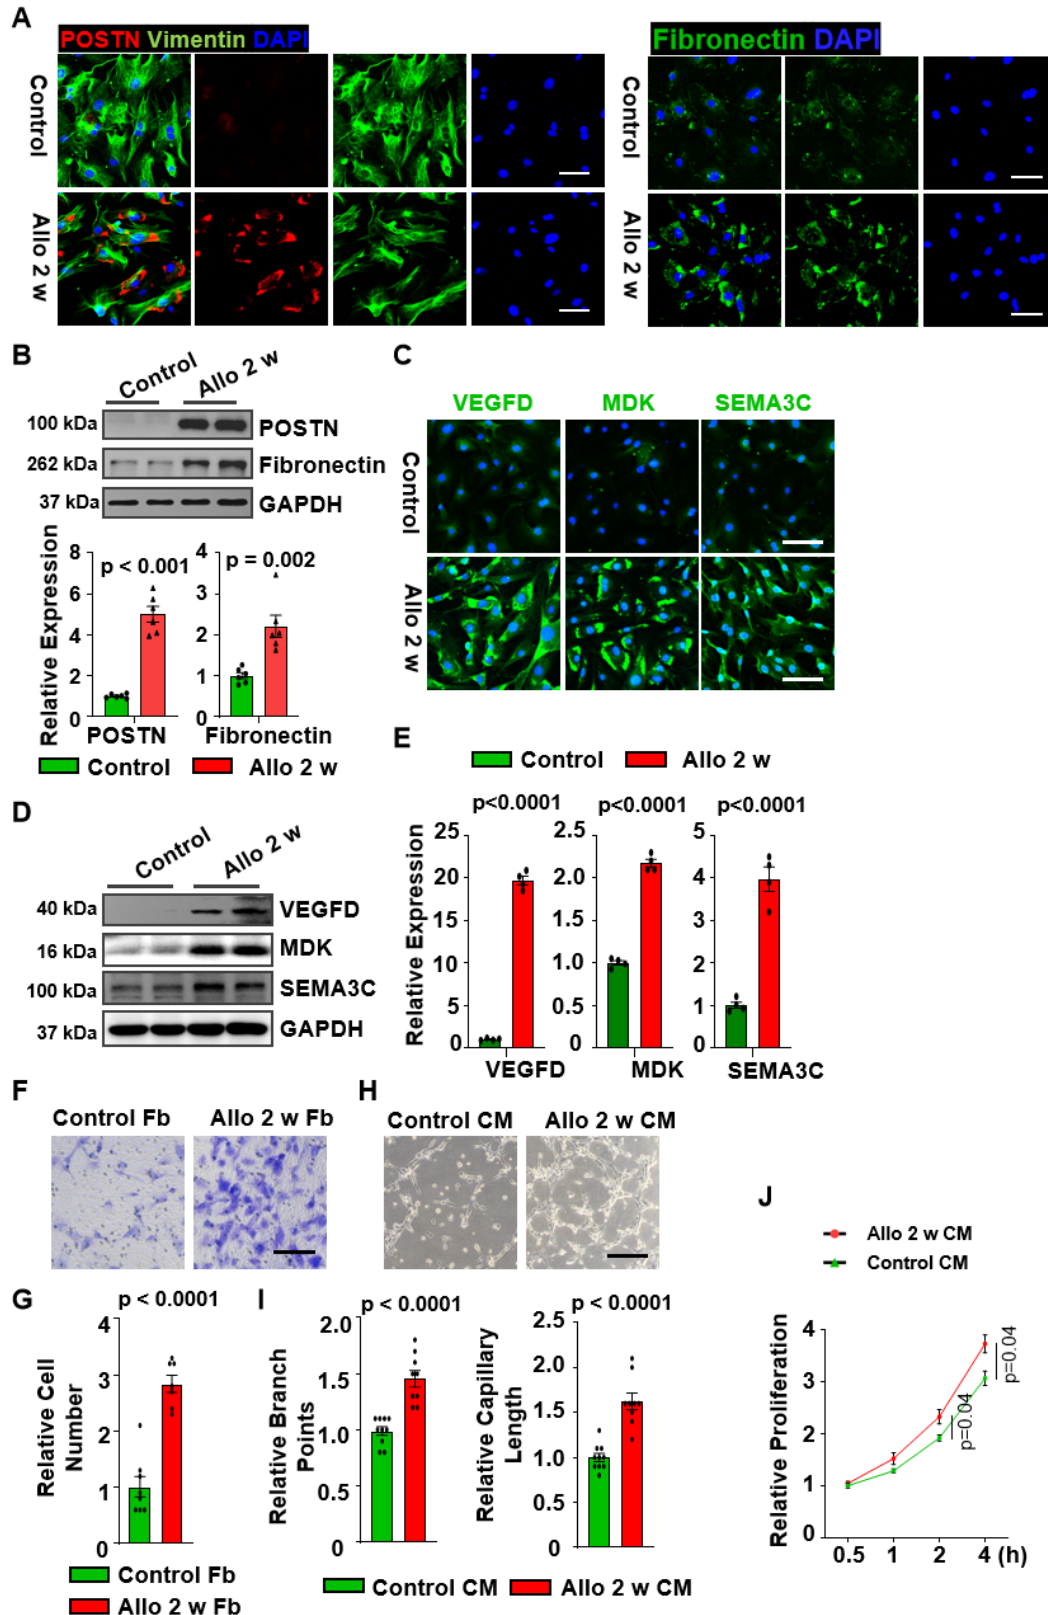 A
POSTN Vimentin DAPI
Fibronectin DAPI
Control
Allo 2 w
Control
Allo 2 w
B
Control Allo 2 w
100 kDa POSTN
262 kDa Fibronectin
37 kDa GAPDH
Relative Expression
8
6
4
2
0
p < 0.001
POSTN
4
3
2
1
0
p = 0.002
Fibronectin
Control Allo 2 w
C
VEGFD MDK SEMA3C
Control
Allo 2 w
D
Control Allo 2 w
40 kDa VEGFD
16 kDa MDK
100 kDa SEMA3C
37 kDa GAPDH
E
Control Allo 2 w
Relative Expression
p<0.0001 p<0.0001 p<0.0001
25
20
15
10
5
0
VEGFD
2.5
2.0
1.5
1.0
0.5
0
MDK
5
4
3
2
1
0
SEMA3C
F
Control Fb Allo 2 w Fb
G
p < 0.0001
Relative Cell
Number
4
3
2
1
0
Control Fb
Allo 2 w Fb
H
Control CM Allo 2 w CM
I
p < 0.0001
Relative Branch
Points
2.0
1.5
1.0
0.5
0
p < 0.0001
Relative Capillary
Length
2.5
2.0
1.5
1.0
0.5
0
Control CM Allo 2 w CM
J
Allo 2 w CM
Control CM
Relative Proliferation
4
3
2
1
0
p=0.04
p=0.04
0.5 1 2 4 (h)